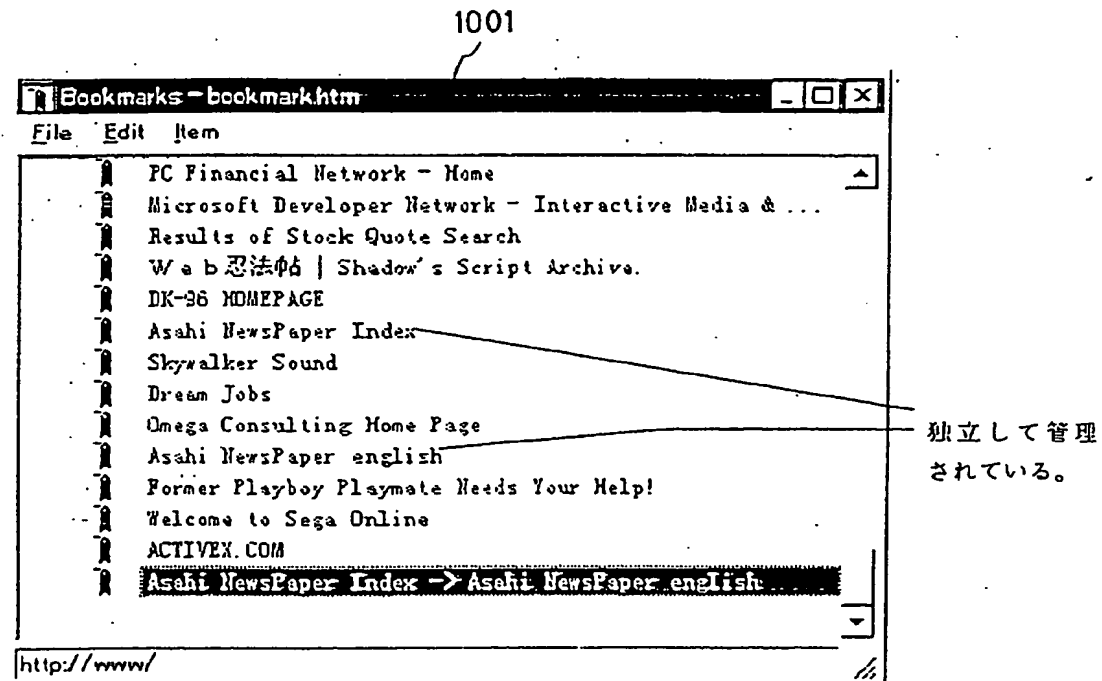 1001
Bookmarks - bookmark.htm
File Edit Item
PC Financial Network - Home
Microsoft Developer Network - Interactive Media & ...
Results of Stock Quote Search
Web忍法帖 | Shadow's Script Archive.
DK-96 HOMEPAGE
Asahi NewsPaper Index
Skywalker Sound
Dream Jobs
Omega Consulting Home Page
Asahi NewsPaper english
Former Playboy Playmate Needs Your Help!
Welcome to Sega Online
ACTIVEX.COM
Asahi NewsPaper Index -> Asahi NewsPaper english
独立して管理
されている。
http://www/